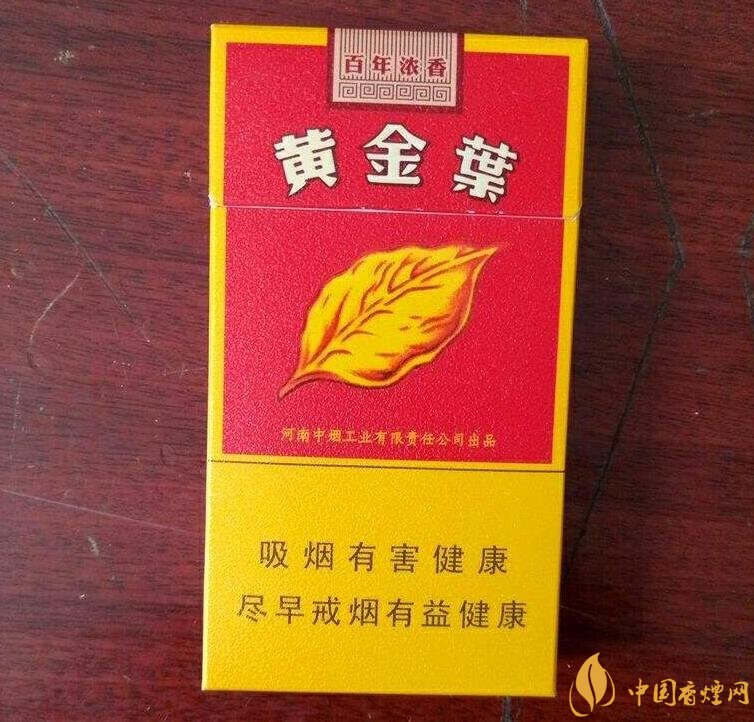 百年浓香
黄金葉
河南中烟工业有限责任公司出品
吸烟有害健康
尽早戒烟有益健康
中国香煙网